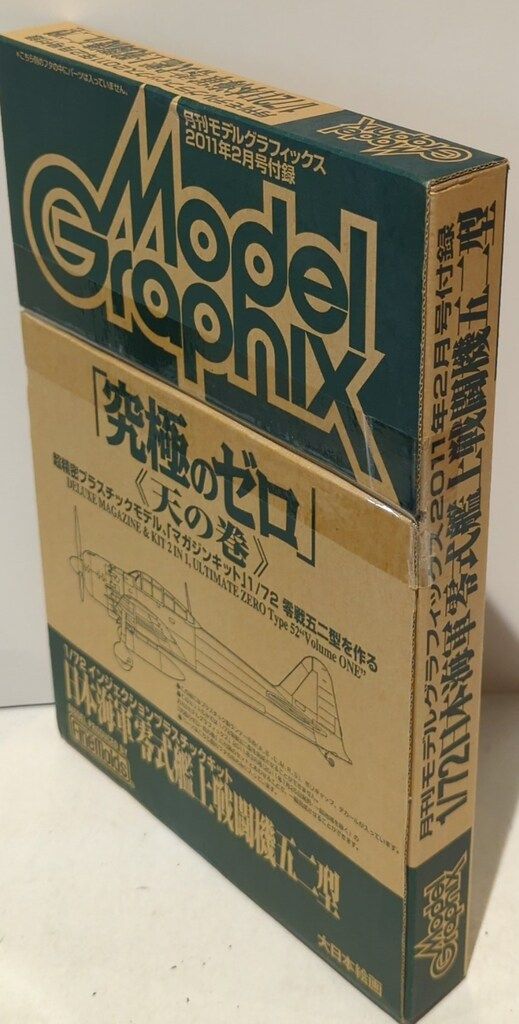 *こちら側のフタの中にパーツは入っていません。
月刊モデルグラフィックス
2011年2月号付録
Model
Graphix
「究極のゼロ」
《天の巻》
超精密プラスチックモデル、「マガジンキット」1/72 零戦五二型を作る
DELUXE MAGAZINE & KIT 2 IN 1, ULTIMATE ZERO Type 52 "Volume ONE"
1/72 インジェクションプラスチックキット
日本海軍零式艦上戦闘機五二型
Finemolds
大日本絵画
Model
Graphix
月刊モデルグラフィックス2011年2月号付録
1/72日本海軍零式艦上戦闘機五二型
Model
Graphix